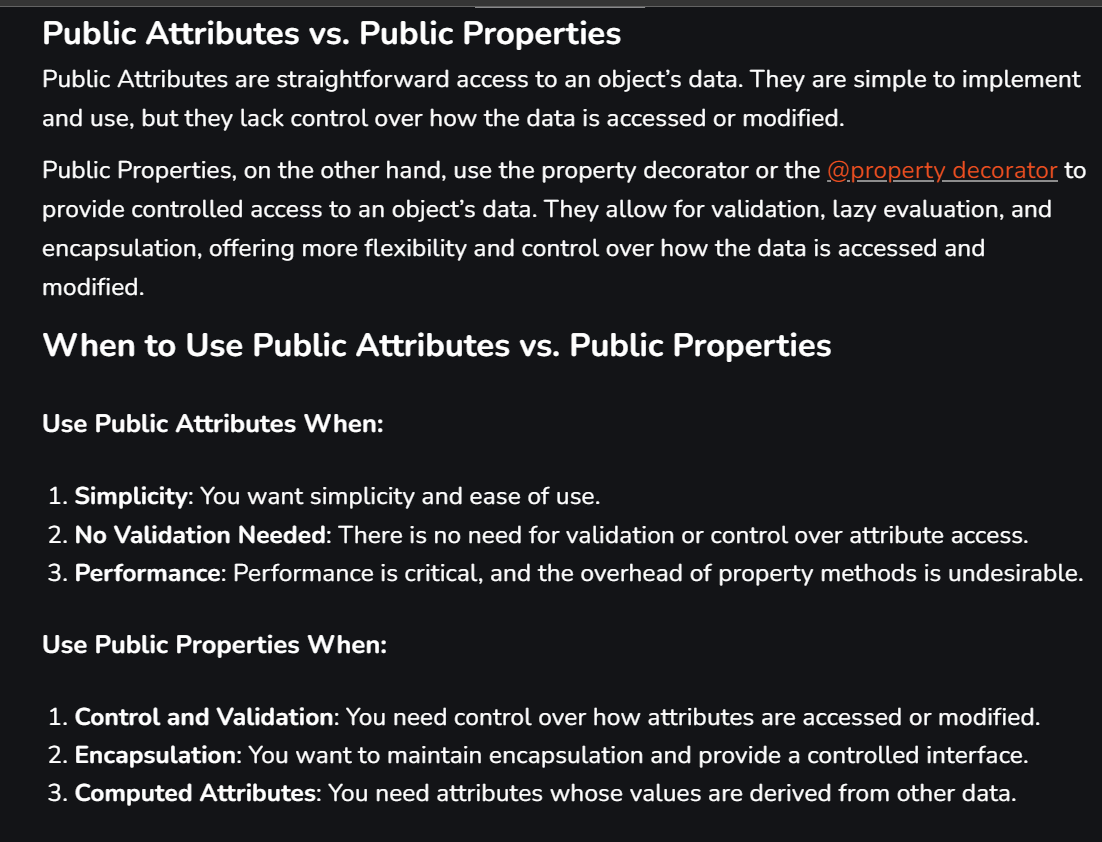 Public Attributes vs. Public Properties
Public Attributes are straightforward access to an object’s data. They are simple to implement
and use, but they lack control over how the data is accessed or modified.
Public Properties, on the other hand, use the property decorator or the @property decorator to
provide controlled access to an object’s data. They allow for validation, lazy evaluation, and
encapsulation, offering more flexibility and control over how the data is accessed and
modified.
When to Use Public Attributes vs. Public Properties
Use Public Attributes When:
1. Simplicity: You want simplicity and ease of use.
2. No Validation Needed: There is no need for validation or control over attribute access.
3. Performance: Performance is critical, and the overhead of property methods is undesirable.
Use Public Properties When:
1. Control and Validation: You need control over how attributes are accessed or modified.
2. Encapsulation: You want to maintain encapsulation and provide a controlled interface.
3. Computed Attributes: You need attributes whose values are derived from other data.